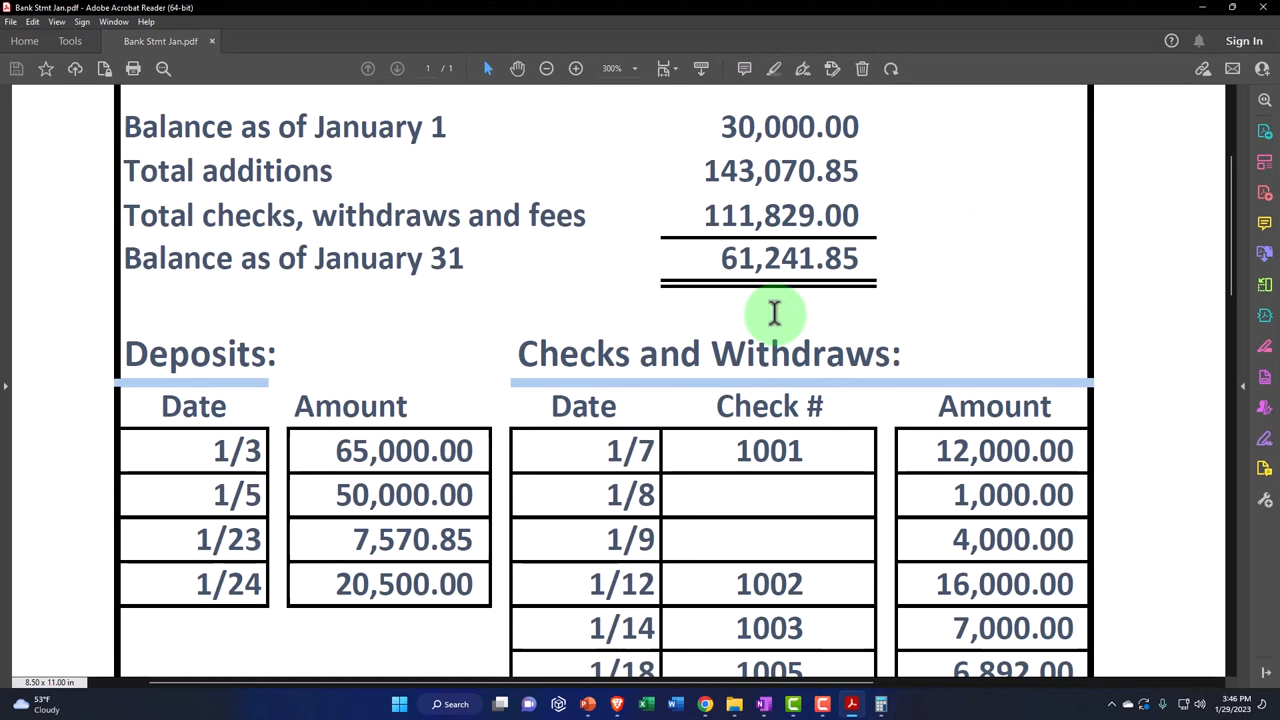 Bank Stmt Jan.pdf - Adobe Acrobat Reader (64-bit)
File Edit View Sign Window Help
Home Tools Bank Stmt Jan.pdf × Sign In
1 / 1 300%
Balance as of January 1 30,000.00
Total additions 143,070.85
Total checks, withdraws and fees 111,829.00
Balance as of January 31 61,241.85
Deposits: Checks and Withdraws:
Date Amount Date Check # Amount
1/3 65,000.00 1/7 1001 12,000.00
1/5 50,000.00 1/8 1,000.00
1/23 7,570.85 1/9 4,000.00
1/24 20,500.00 1/12 1002 16,000.00
1/14 1003 7,000.00
1/18 1005 6,892.00
8.50 x 11.00 in
53°F
Cloudy
Search
3:46 PM
1/29/2023